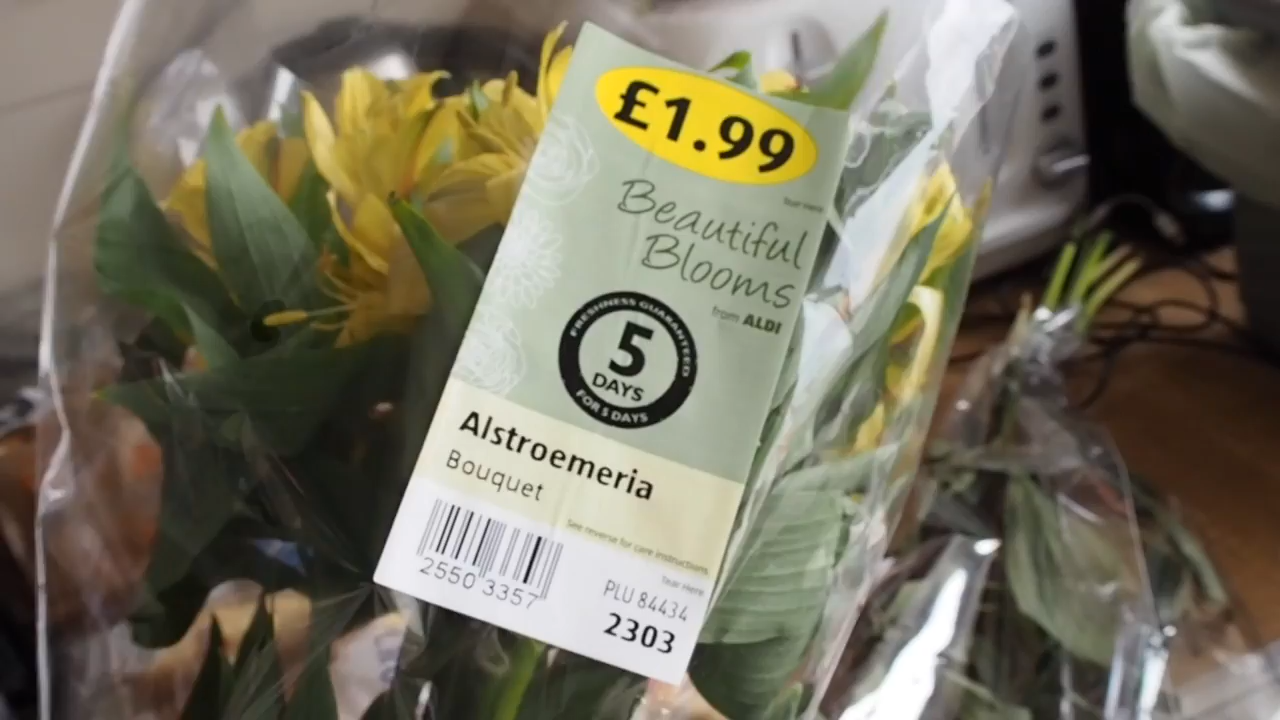 £1.99
Tear Here
Beautiful
Blooms
from ALDI
FRESHNESS GUARANTEED
5
DAYS
FOR 5 DAYS
Alstroemeria
Bouquet
See reverse for care instructions
Tear Here
2550 3357
PLU 84434
2303